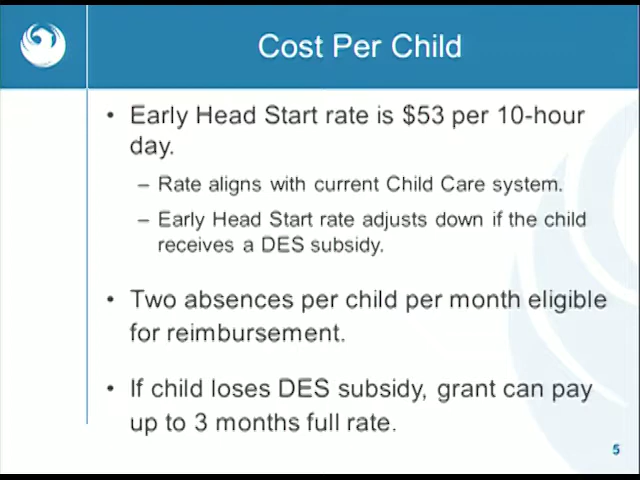 Cost Per Child
• Early Head Start rate is $53 per 10-hour
day.
– Rate aligns with current Child Care system.
– Early Head Start rate adjusts down if the child
receives a DES subsidy.
• Two absences per child per month eligible
for reimbursement.
• If child loses DES subsidy, grant can pay
up to 3 months full rate.
5